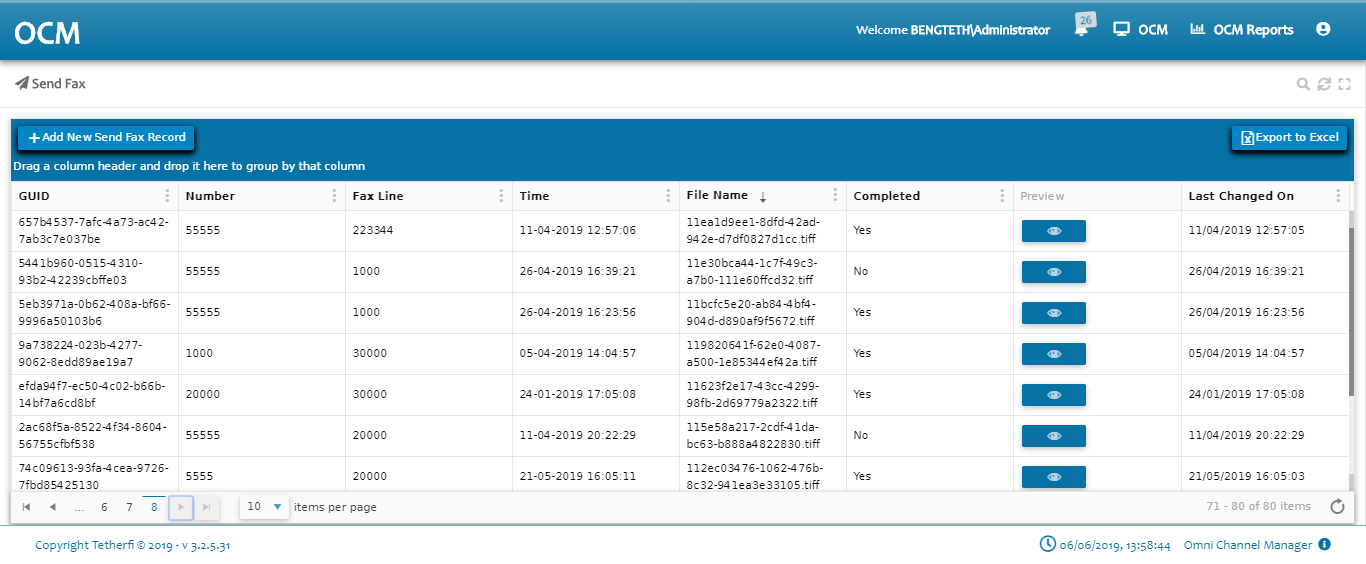 OCM
Welcome BENGTETH\Administrator
26
OCM
OCM Reports
Send Fax
Add New Send Fax Record
Export to Excel
Drag a column header and drop it here to group by that column
GUID Number Fax Line Time File Name Completed Preview Last Changed On
657b4537-7afc-4a73-ac42-
7ab3c7e037be
55555 223344 11-04-2019 12:57:06
11ea1d9ee1-8dfd-42ad-
942e-d7df0827d1cc.tiff
Yes 11/04/2019 12:57:05
5441b960-0515-4310-
93b2-42239cbffe03
55555 1000 26-04-2019 16:39:21
11e30bca44-1c7f-49c3-
a7b0-111e60ffcd32.tiff
No 26/04/2019 16:39:21
5eb3971a-0b62-408a-bf66-
9996a50103b6
55555 1000 26-04-2019 16:23:56
11bcfc5e20-ab84-4bf4-
904d-d890af9f5672.tiff
Yes 26/04/2019 16:23:56
9a738224-023b-4277-
9062-8edd89ae19a7
1000 30000 05-04-2019 14:04:57
119820641f-62e0-4087-
a500-1e85344ef42a.tiff
Yes 05/04/2019 14:04:57
efda94f7-ec50-4c02-b66b-
14bf7a6cd8bf
20000 30000 24-01-2019 17:05:08
11623f2e17-43cc-4299-
98fb-2d69779a2322.tiff
Yes 24/01/2019 17:05:08
2ac68f5a-8522-4f34-8604-
56755cfbf538
55555 20000 11-04-2019 20:22:29
115e58a217-2cdf-41da-
bc63-b888a4822830.tiff
No 11/04/2019 20:22:29
74c09613-93fa-4cea-9726-
7fbd85425130
5555 20000 21-05-2019 16:05:11
112ec03476-1062-476b-
8c32-941ea3e33105.tiff
Yes 21/05/2019 16:05:03
... 6 7 8 10 items per page
71 - 80 of 80 items
Copyright Tetherfi © 2019 - v 3.2.5.31
06/06/2019, 13:58:44 Omni Channel Manager